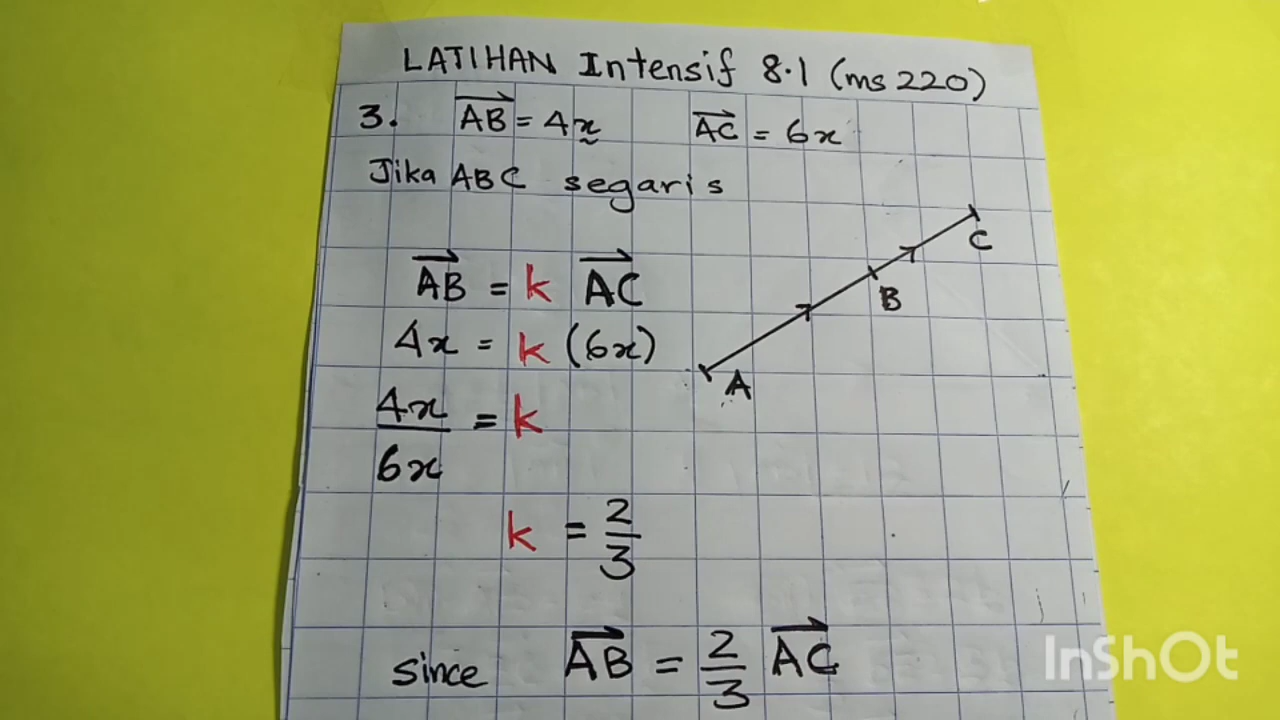 LATIHAN Intensif 8.1 (ms 220)
3. AB = 4x AC = 6x
Jika ABC segaris
AB = k AC
4x = k (6x)
4x/6x = k
k = 2/3
since AB = 2/3 AC
A
B
C
InShOt